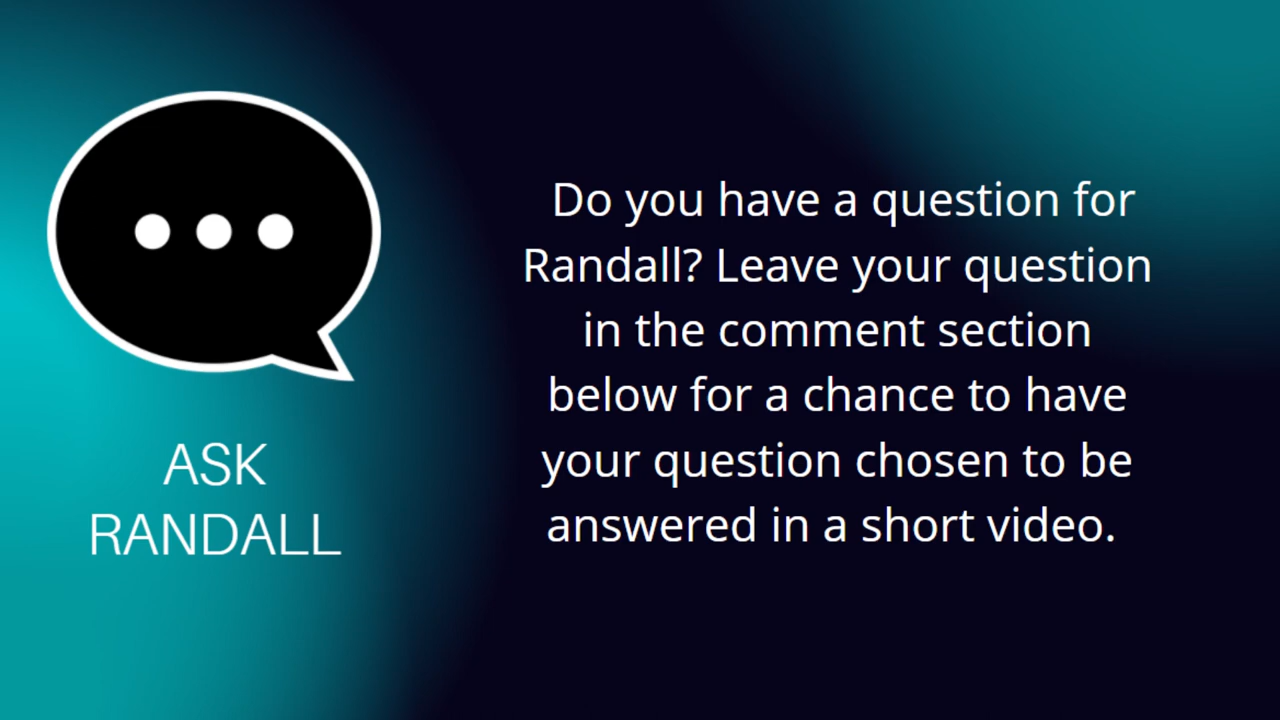 ASK
RANDALL
Do you have a question for
Randall? Leave your question
in the comment section
below for a chance to have
your question chosen to be
answered in a short video.